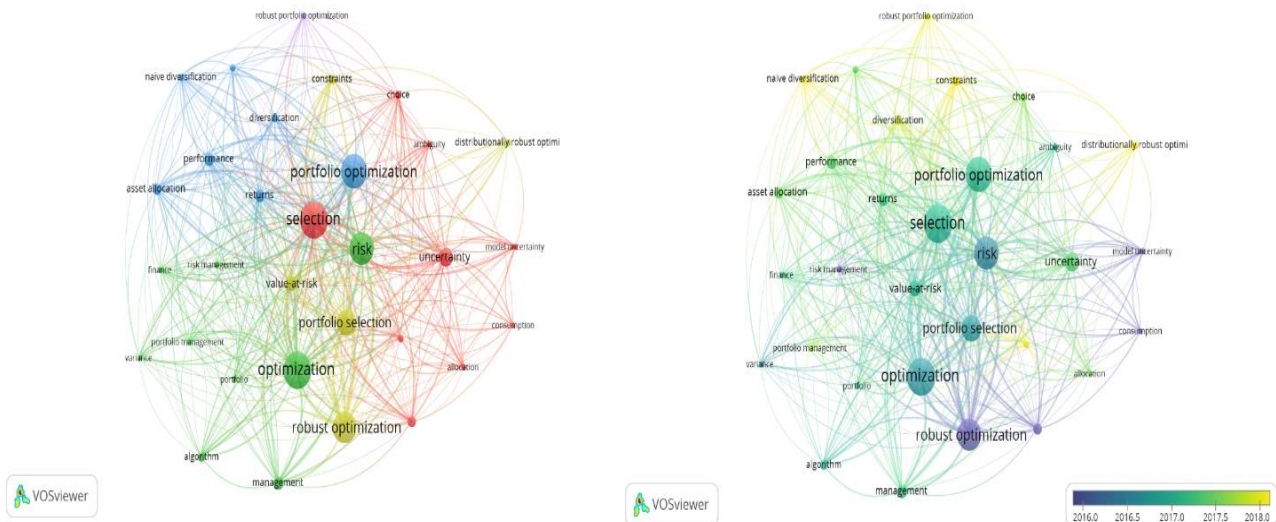 robust portfolio optimization
naive diversification
constraints
choice
diversification
ambiguity
distributionally robust optimi
performance
portfolio optimization
asset allocation
returns
selection
risk
model uncertainty
uncertainty
risk management
finance
value-at-risk
portfolio selection
consumption
portfolio management
variance
optimization
allocation
portfolio
robust optimization
algorithm
management
VOSviewer
robust portfolio optimization
naive diversification
constraints
choice
diversification
ambiguity
distributionally robust optimi
performance
portfolio optimization
asset allocation
returns
selection
risk
model uncertainty
uncertainty
risk management
finance
value-at-risk
portfolio selection
consumption
portfolio management
variance
optimization
allocation
portfolio
robust optimization
algorithm
management
VOSviewer
2016.0 2016.5 2017.0 2017.5 2018.0